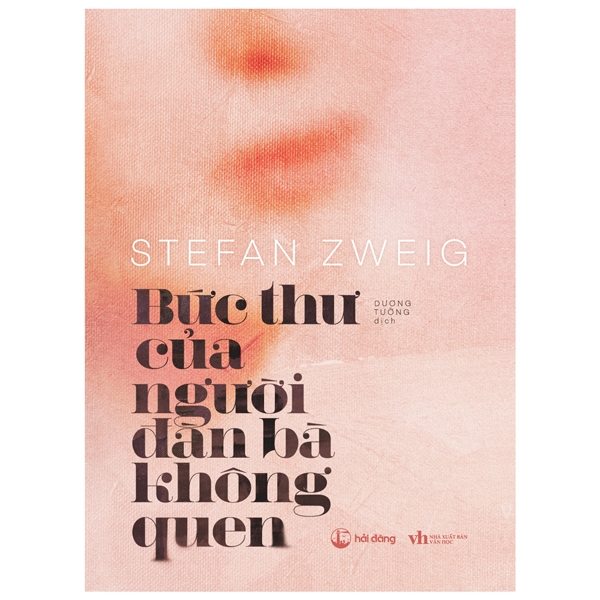 STEFAN ZWEIG
Bức thư
của
người
đàn bà
không
quen
DƯƠNG
TƯỜNG
dịch
hải đăng
vh NHÀ XUẤT BẢN
VĂN HỌC